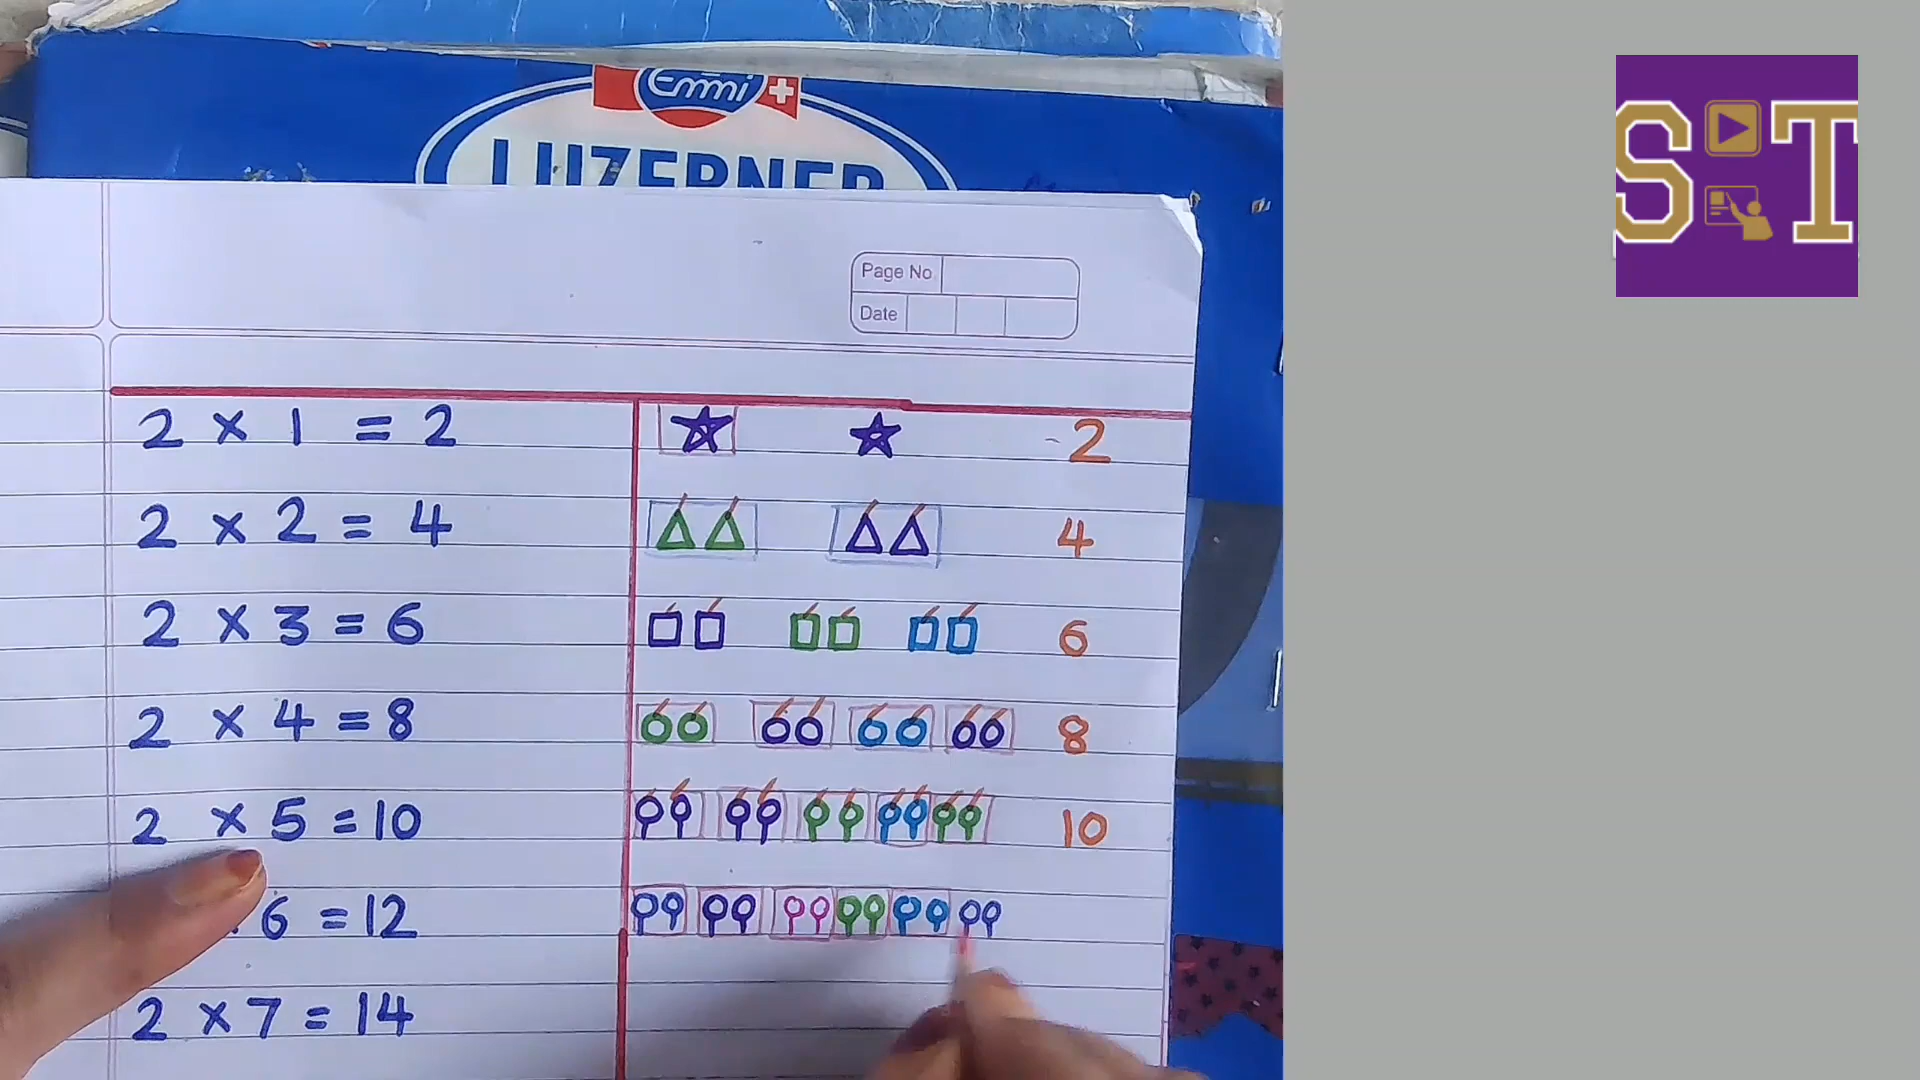 Emmi
LUZERNER
Page No
Date
2 × 1 = 2 2
2 × 2 = 4 4
2 × 3 = 6 6
2 × 4 = 8 8
2 × 5 = 10 10
6 = 12
2 × 7 = 14
S T